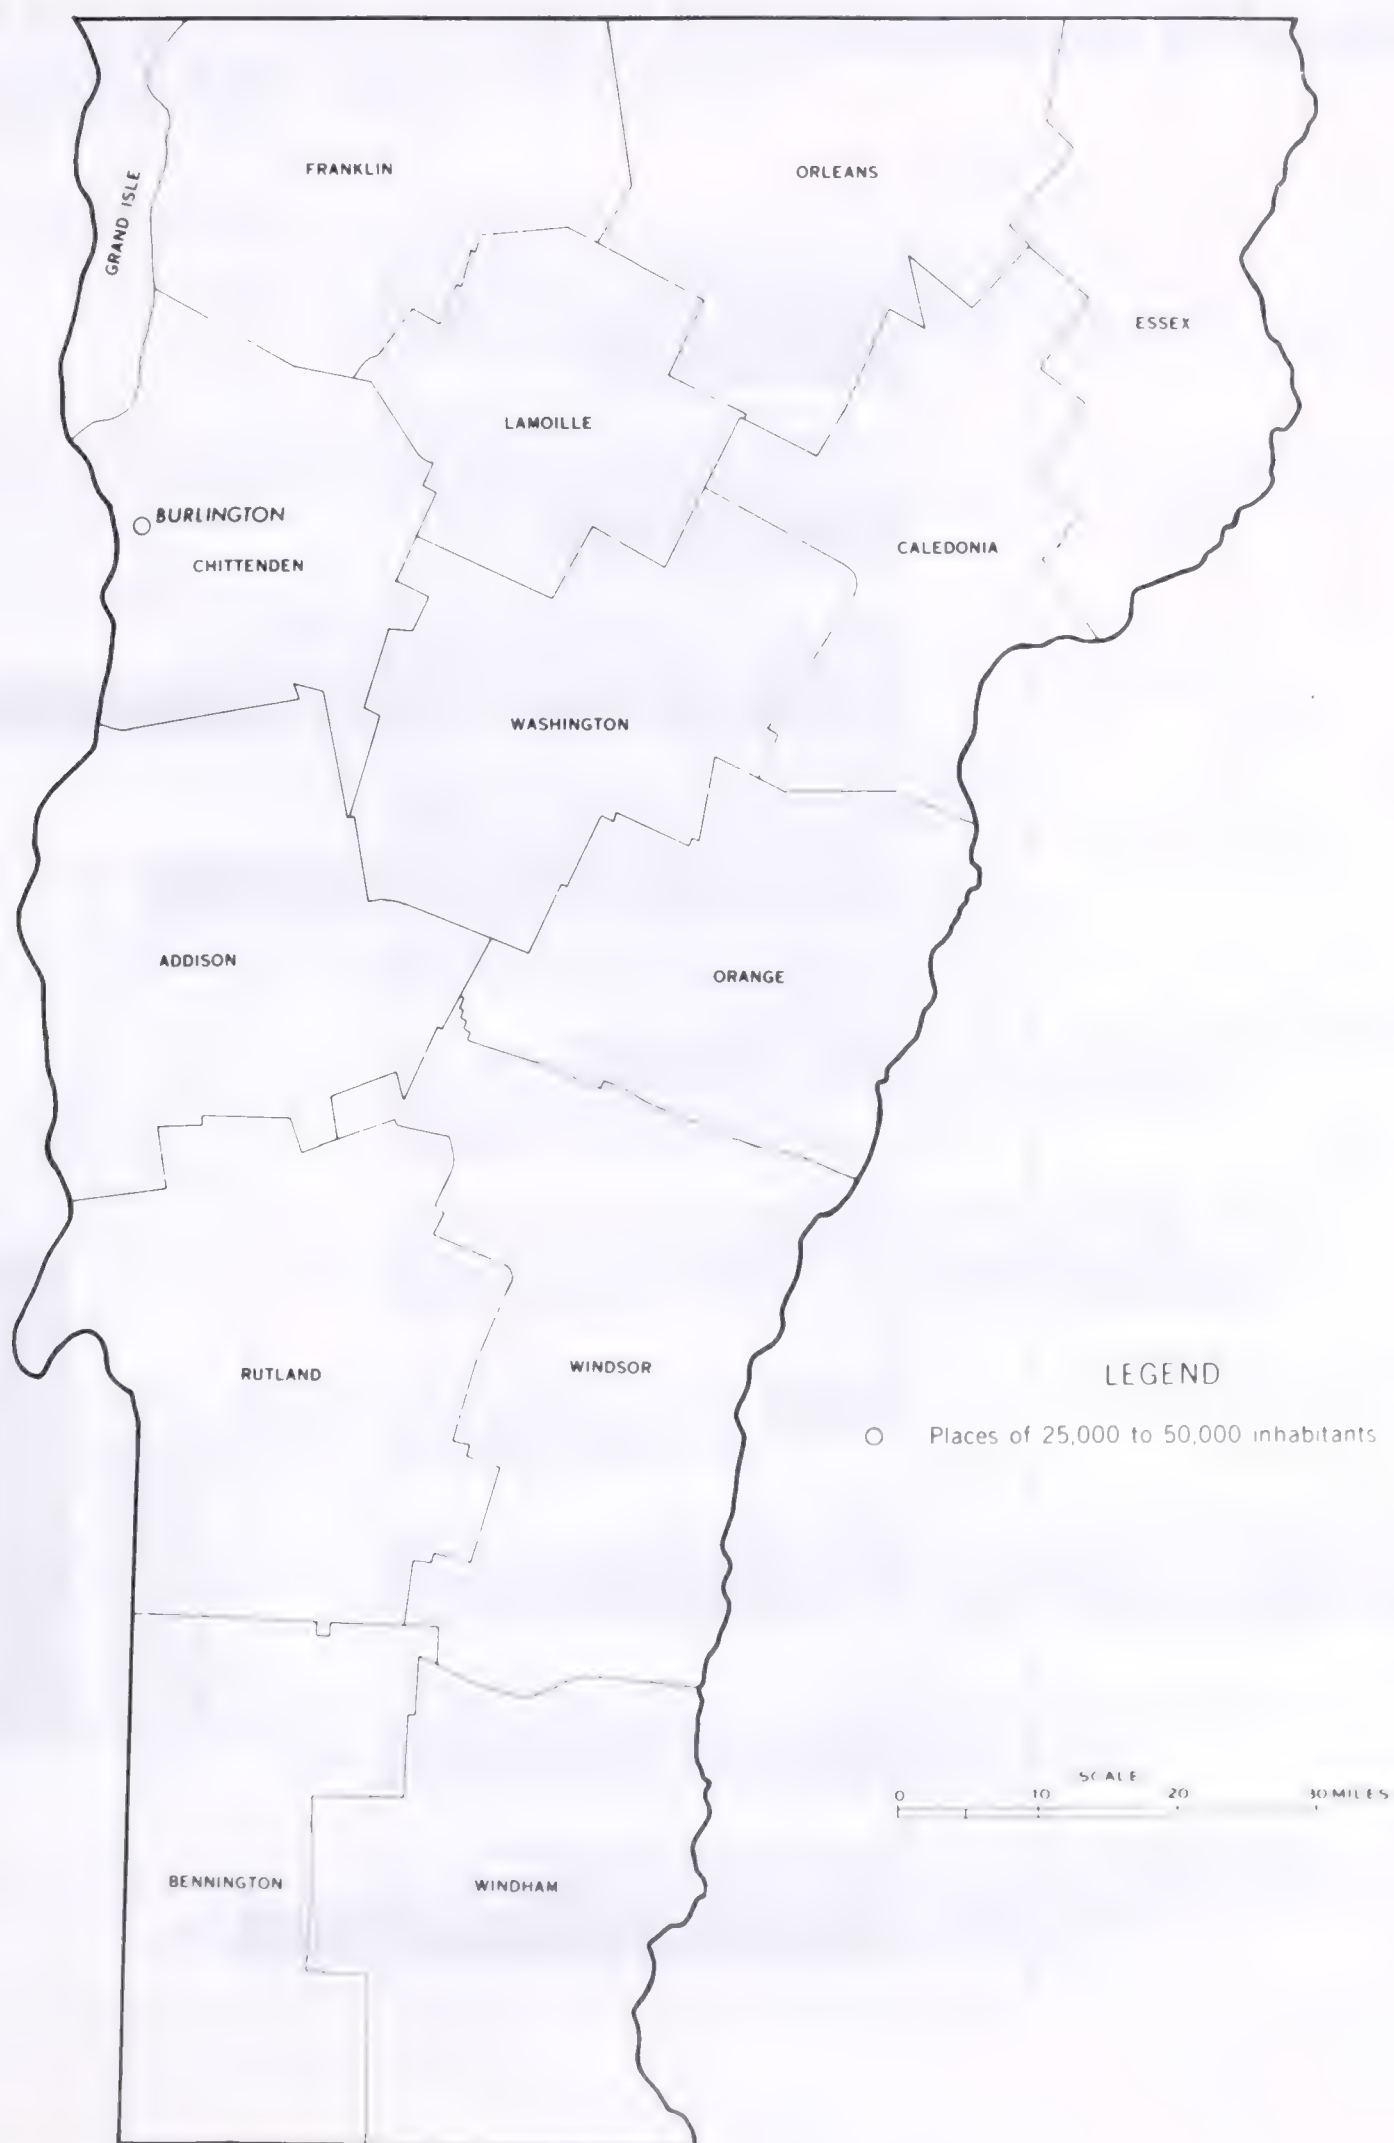 FRANKLIN
ORLEANS
GRAND ISLE
ESSEX
LAMOILLE
BURLINGTON
CALEDONIA
CHITTENDEN
WASHINGTON
ADDISON
ORANGE
RUTLAND
WINDSOR
LEGEND
Places of 25,000 to 50,000 inhabitants
SCALE
0 10 20 30 MILES
BENNINGTON
WINDHAM